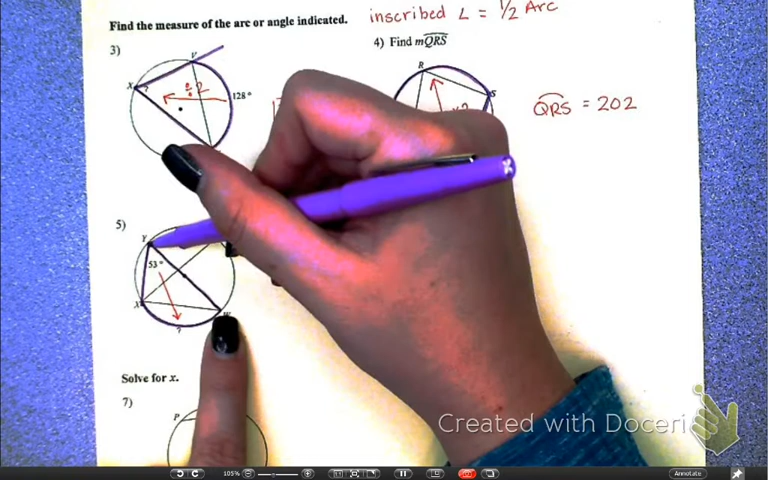 Find the measure of the arc or angle indicated.
inscribed L = 1/2 Arc
3)
V
X
?
÷2
128°
4) Find mQRS
R
S
QRS = 202
5)
Y
53°
X
W
?
Solve for x.
7)
P
Created with Doceri
105%
Annotate